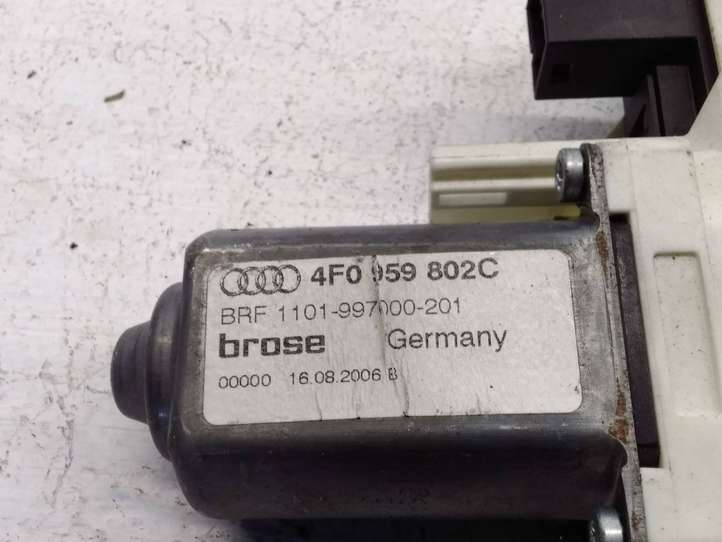 4F0 959 802C
BRF 1101-997000-201
brose Germany
00000 16.08.2006 B